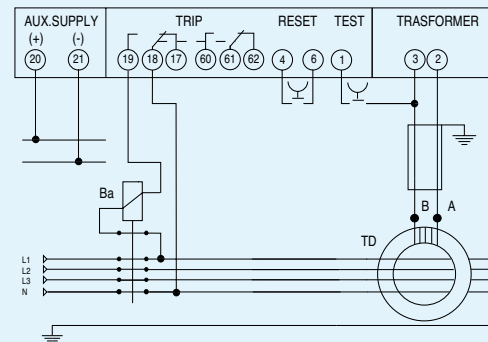 AUX.SUPPLY TRIP RESET TEST TRASFORMER
(+) (-)
20 21 19 18 17 60 61 62 4 6 1 3 2
Ba
B A
TD
L1
L2
L3
N